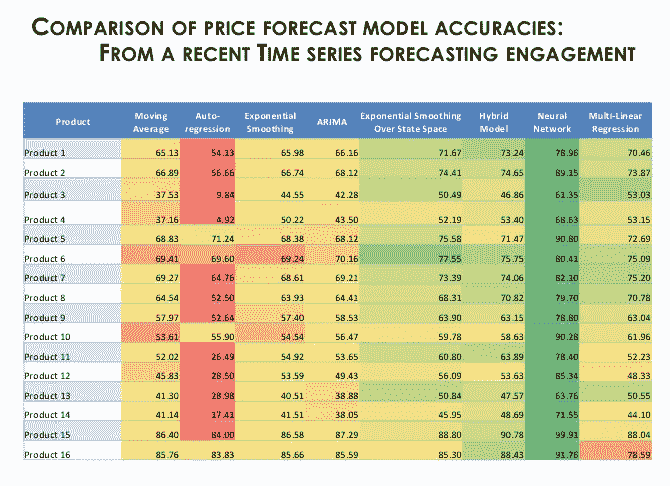 Comparison of price forecast model accuracies:
From a recent Time series forecasting engagement
Product Moving Average Auto-regression Exponential Smoothing ARIMA Exponential Smoothing Over State Space Hybrid Model Neural Network Multi-Linear Regression
Product 1 65.13 54.13 65.98 66.16 71.67 73.24 78.96 70.46
Product 2 66.89 56.66 66.74 68.12 74.41 74.65 89.15 73.87
Product 3 37.53 9.84 44.55 42.28 50.49 46.86 61.35 53.03
Product 4 37.16 4.92 50.22 43.50 52.19 53.40 68.63 53.15
Product 5 68.83 71.24 68.38 68.12 75.58 71.47 90.80 72.69
Product 6 69.41 69.60 69.24 70.16 77.55 75.75 80.41 75.09
Product 7 69.27 64.76 68.61 69.21 73.39 74.06 82.10 75.20
Product 8 64.54 52.50 63.93 64.41 68.31 70.82 79.70 70.78
Product 9 57.97 52.64 57.40 58.53 63.90 63.15 78.80 63.04
Product 10 53.61 55.90 54.54 56.47 59.78 58.63 90.28 61.96
Product 11 52.02 26.49 54.92 53.65 60.80 63.89 78.40 52.23
Product 12 45.83 28.50 53.59 49.43 56.09 53.63 85.34 48.33
Product 13 41.30 28.98 40.51 38.88 50.84 47.57 63.76 50.55
Product 14 41.14 17.41 41.51 38.05 45.95 48.69 71.55 44.10
Product 15 86.40 84.00 86.58 87.29 88.80 90.78 99.91 88.04
Product 16 85.76 83.83 85.66 85.59 85.30 88.43 91.76 78.59